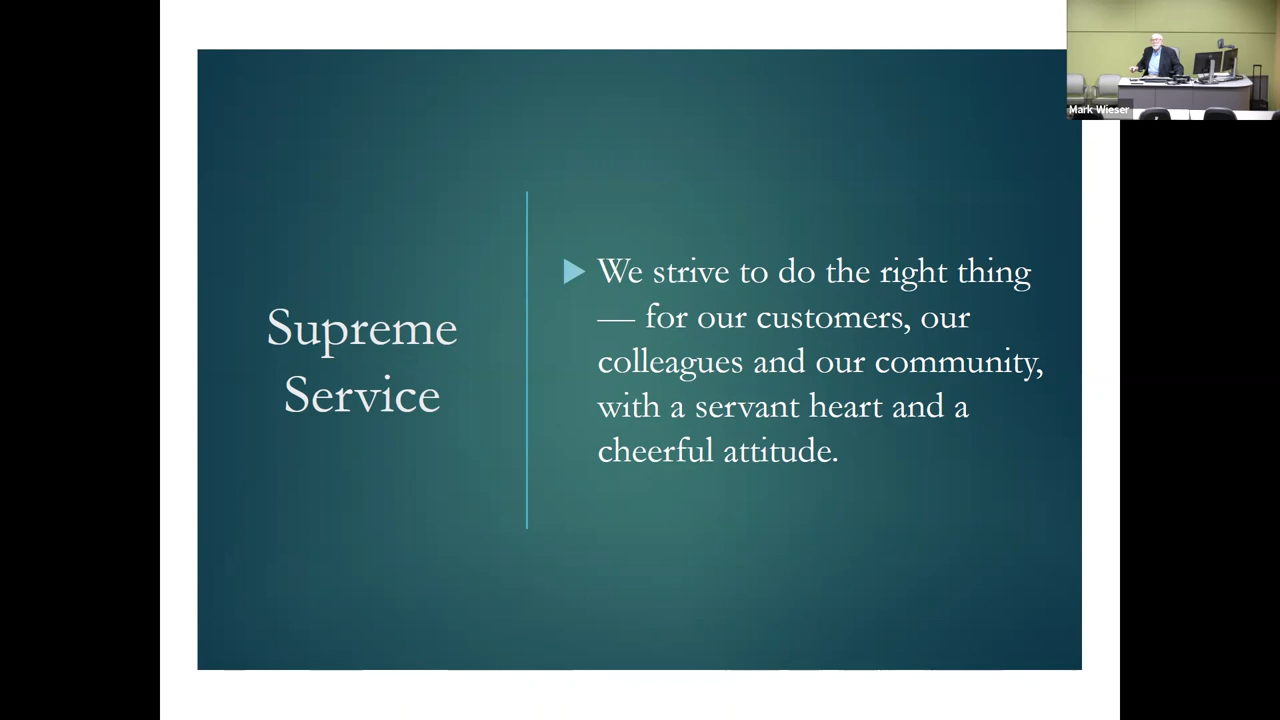 Mark Wieser
Supreme
Service
We strive to do the right thing
— for our customers, our
colleagues and our community,
with a servant heart and a
cheerful attitude.